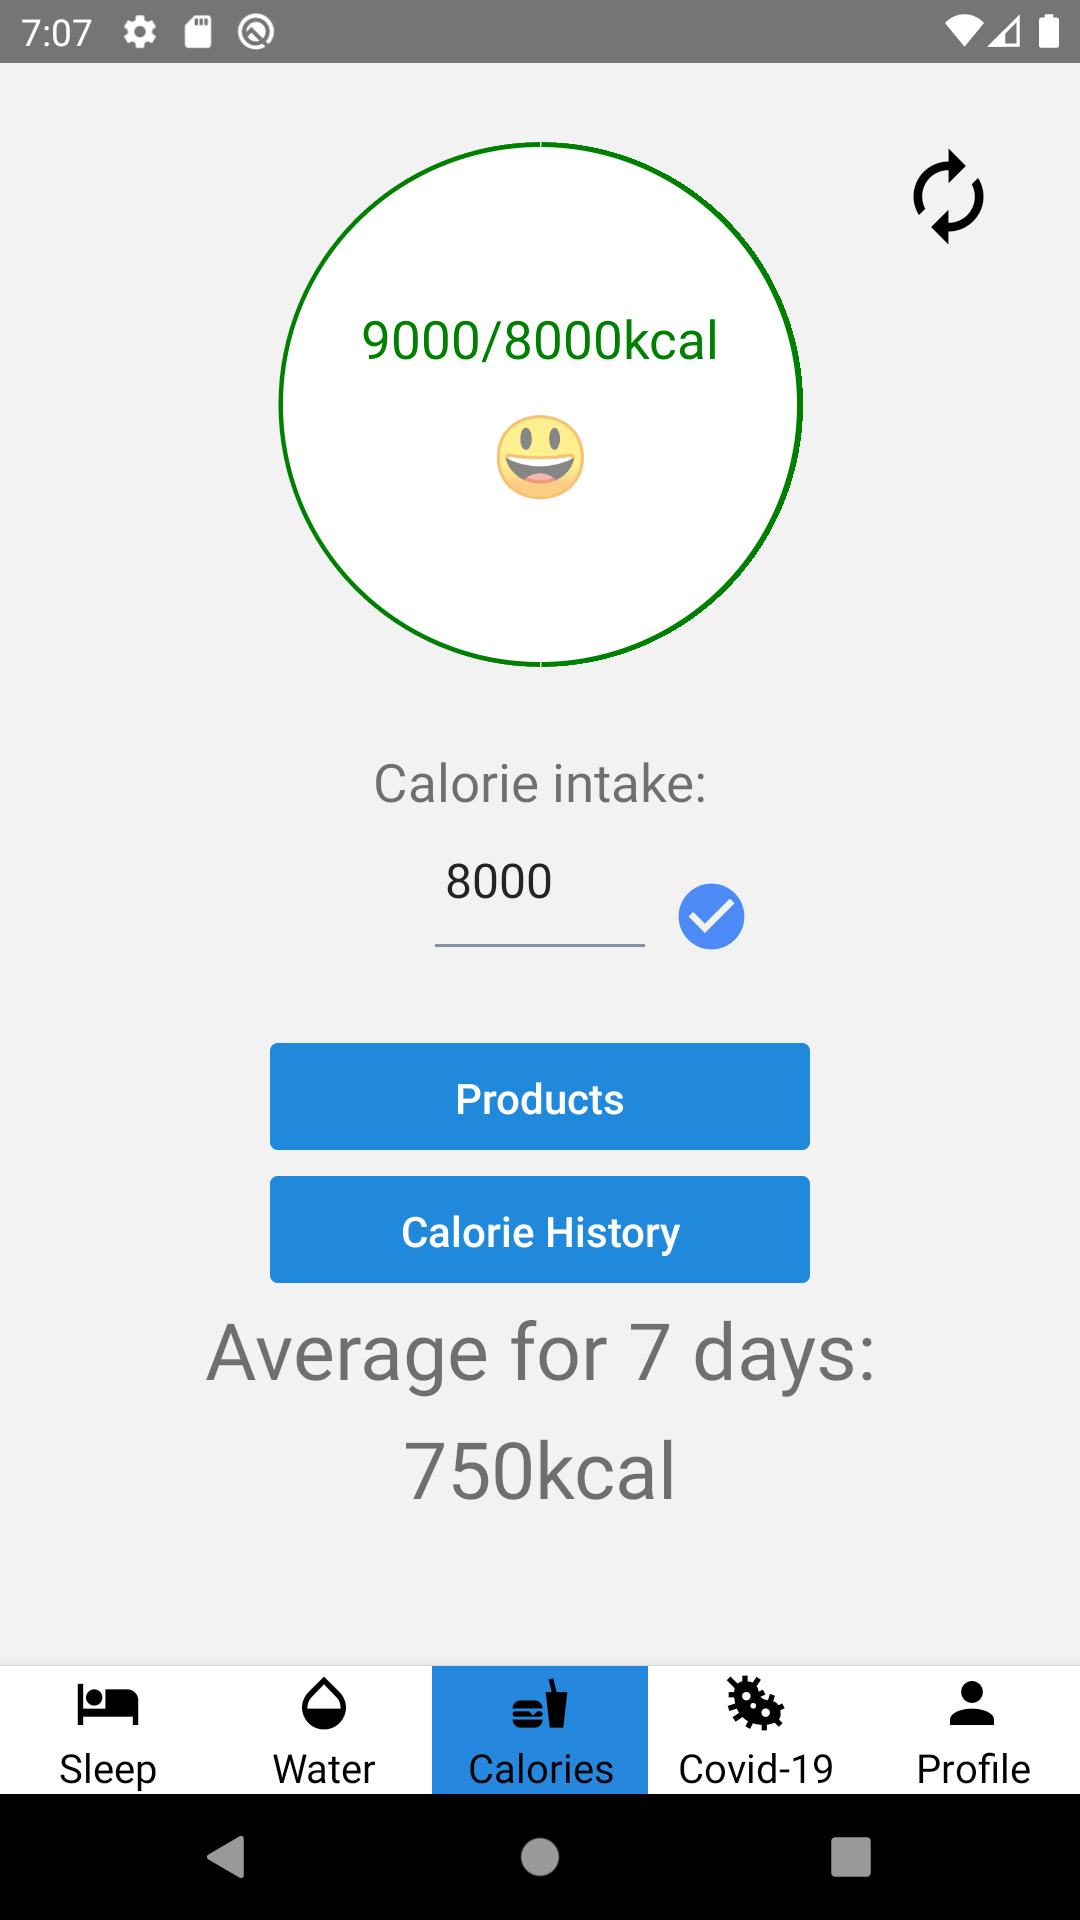 7:07
9000/8000kcal
😃
Calorie intake:
8000
Products
Calorie History
Average for 7 days:
750kcal
Sleep
Water
Calories
Covid-19
Profile